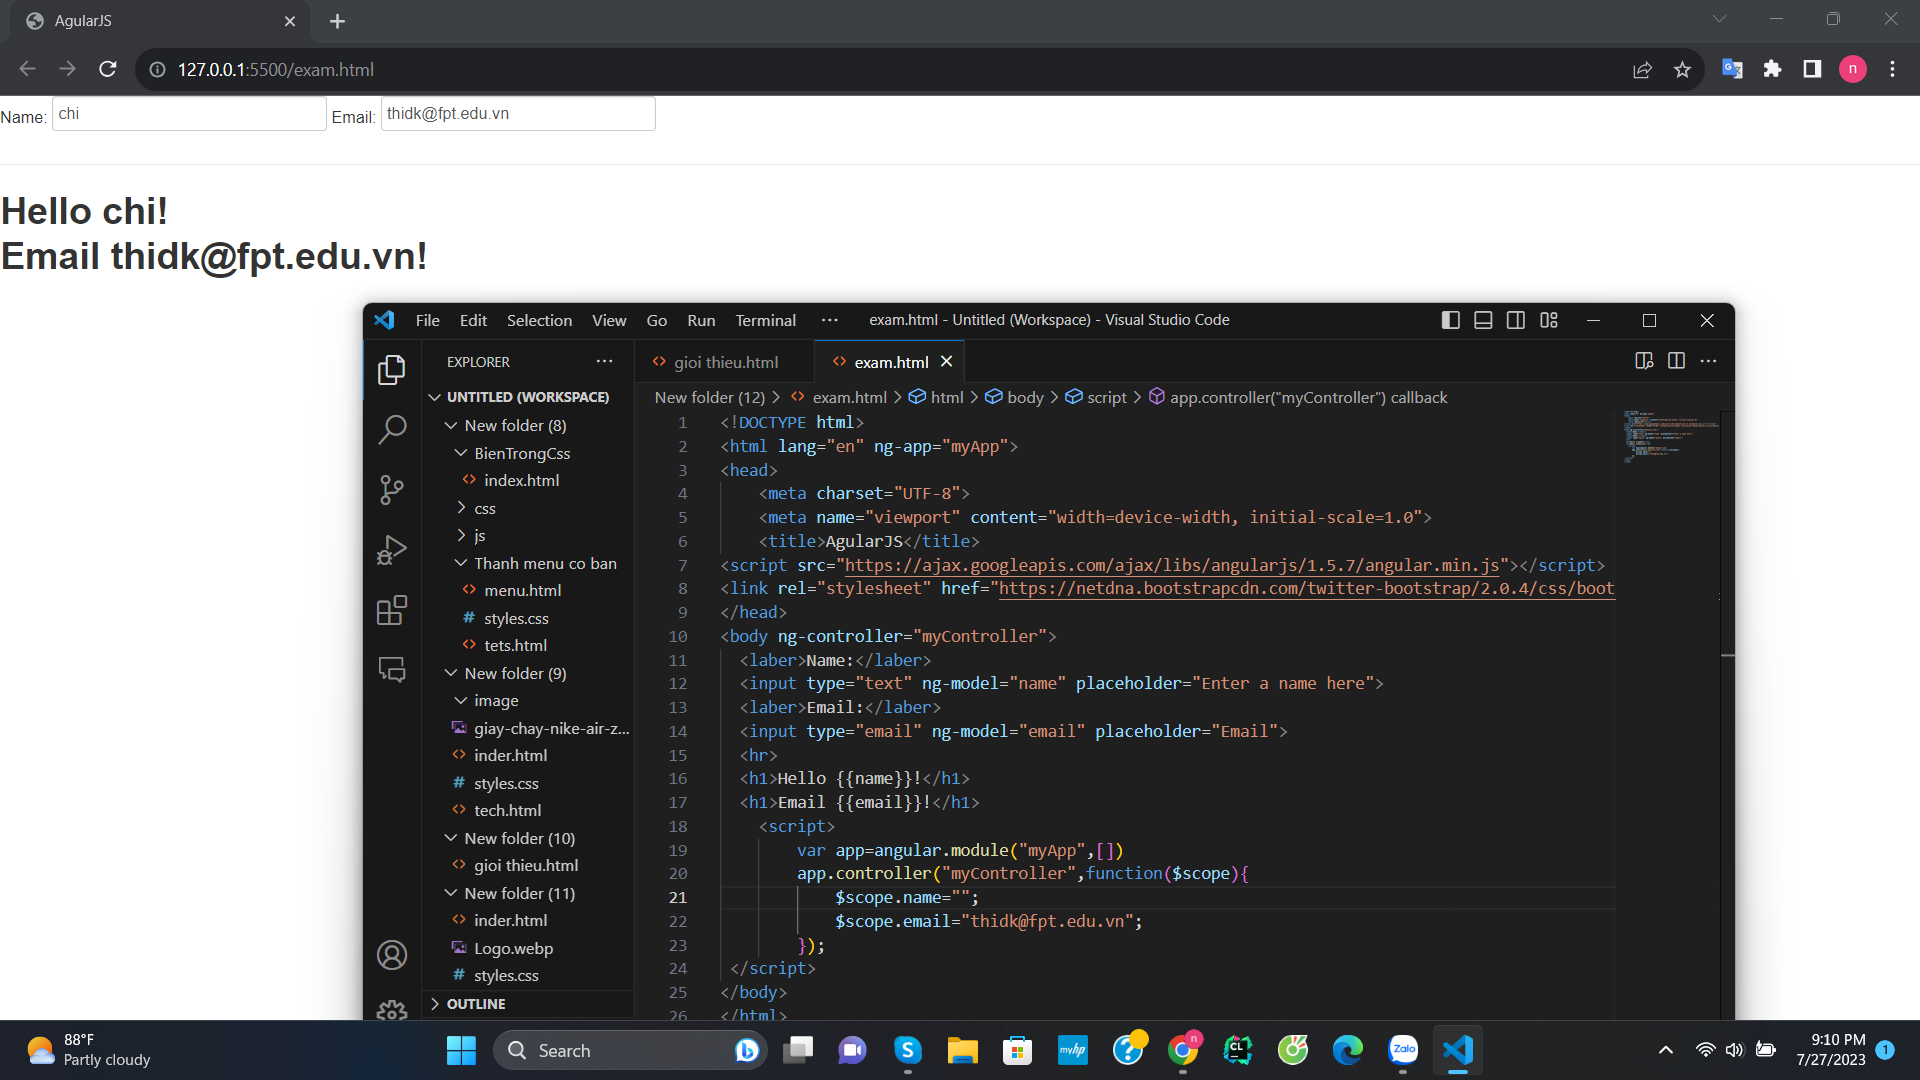 AgularJS
127.0.0.1:5500/exam.html
n
Name: chi Email: thidk@fpt.edu.vn
Hello chi!
Email thidk@fpt.edu.vn!
File Edit Selection View Go Run Terminal ··· exam.html - Untitled (Workspace) - Visual Studio Code
EXPLORER ···
gioi thieu.html
exam.html
New folder (12) > exam.html > html > body > script > app.controller("myController") callback
UNTITLED (WORKSPACE)
New folder (8)
BienTrongCss
index.html
css
js
Thanh menu co ban
menu.html
# styles.css
tets.html
New folder (9)
image
giay-chay-nike-air-z...
inder.html
# styles.css
tech.html
New folder (10)
gioi thieu.html
New folder (11)
inder.html
Logo.webp
# styles.css
OUTLINE
1 <!DOCTYPE html>
2 <html lang="en" ng-app="myApp">
3 <head>
4 <meta charset="UTF-8">
5 <meta name="viewport" content="width=device-width, initial-scale=1.0">
6 <title>AgularJS</title>
7 <script src="https://ajax.googleapis.com/ajax/libs/angularjs/1.5.7/angular.min.js"></script>
8 <link rel="stylesheet" href="https://netdna.bootstrapcdn.com/twitter-bootstrap/2.0.4/css/boot
9 </head>
10 <body ng-controller="myController">
11 <laber>Name:</laber>
12 <input type="text" ng-model="name" placeholder="Enter a name here">
13 <laber>Email:</laber>
14 <input type="email" ng-model="email" placeholder="Email">
15 <hr>
16 <h1>Hello {{name}}!</h1>
17 <h1>Email {{email}}!</h1>
18 <script>
19 var app=angular.module("myApp",[])
20 app.controller("myController",function($scope){
21 $scope.name="";
22 $scope.email="thidk@fpt.edu.vn";
23 });
24 </script>
25 </body>
26 </html>
88°F
Partly cloudy
Search
myhp
n
CL
Zalo
9:10 PM
7/27/2023
1